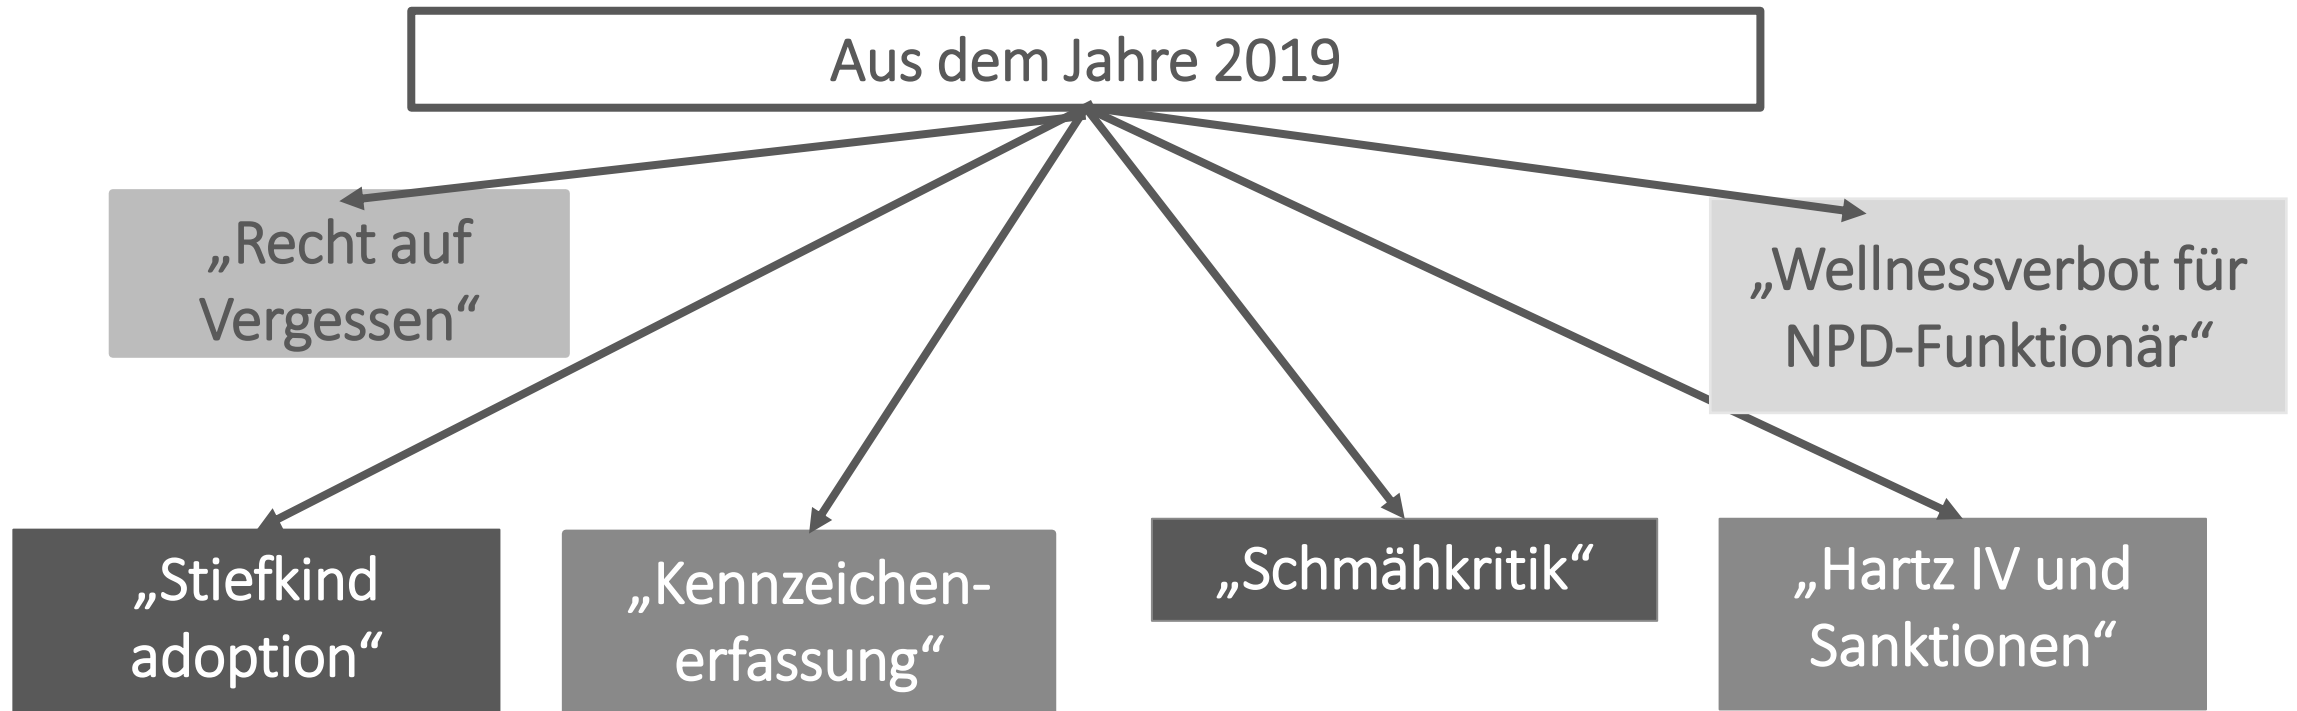 Aus dem Jahre 2019
„Recht auf
Vergessen“
„Wellnessverbot für
NPD-Funktionär“
„Stiefkind
adoption“
„Kennzeichen-
erfassung“
„Schmähkritik“
„Hartz IV und
Sanktionen“